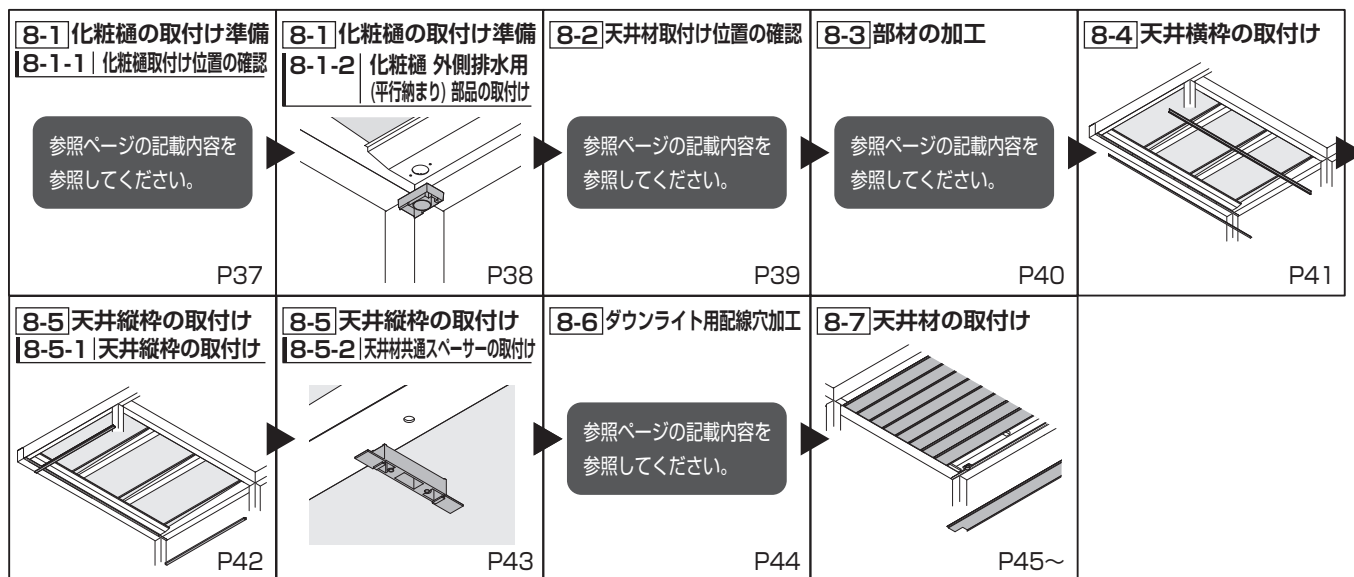 8-1 化粧樋の取付け準備
8-1-1 化粧樋取付け位置の確認
参照ページの記載内容を
参照してください。
P37
8-1 化粧樋の取付け準備
8-1-2 化粧樋 外側排水用
(平行納まり) 部品の取付け
P38
8-2 天井材取付け位置の確認
参照ページの記載内容を
参照してください。
P39
8-3 部材の加工
参照ページの記載内容を
参照してください。
P40
8-4 天井横枠の取付け
P41
8-5 天井縦枠の取付け
8-5-1 天井縦枠の取付け
P42
8-5 天井縦枠の取付け
8-5-2 天井材共通スペーサーの取付け
P43
8-6 ダウンライト用配線穴加工
参照ページの記載内容を
参照してください。
P44
8-7 天井材の取付け
P45～